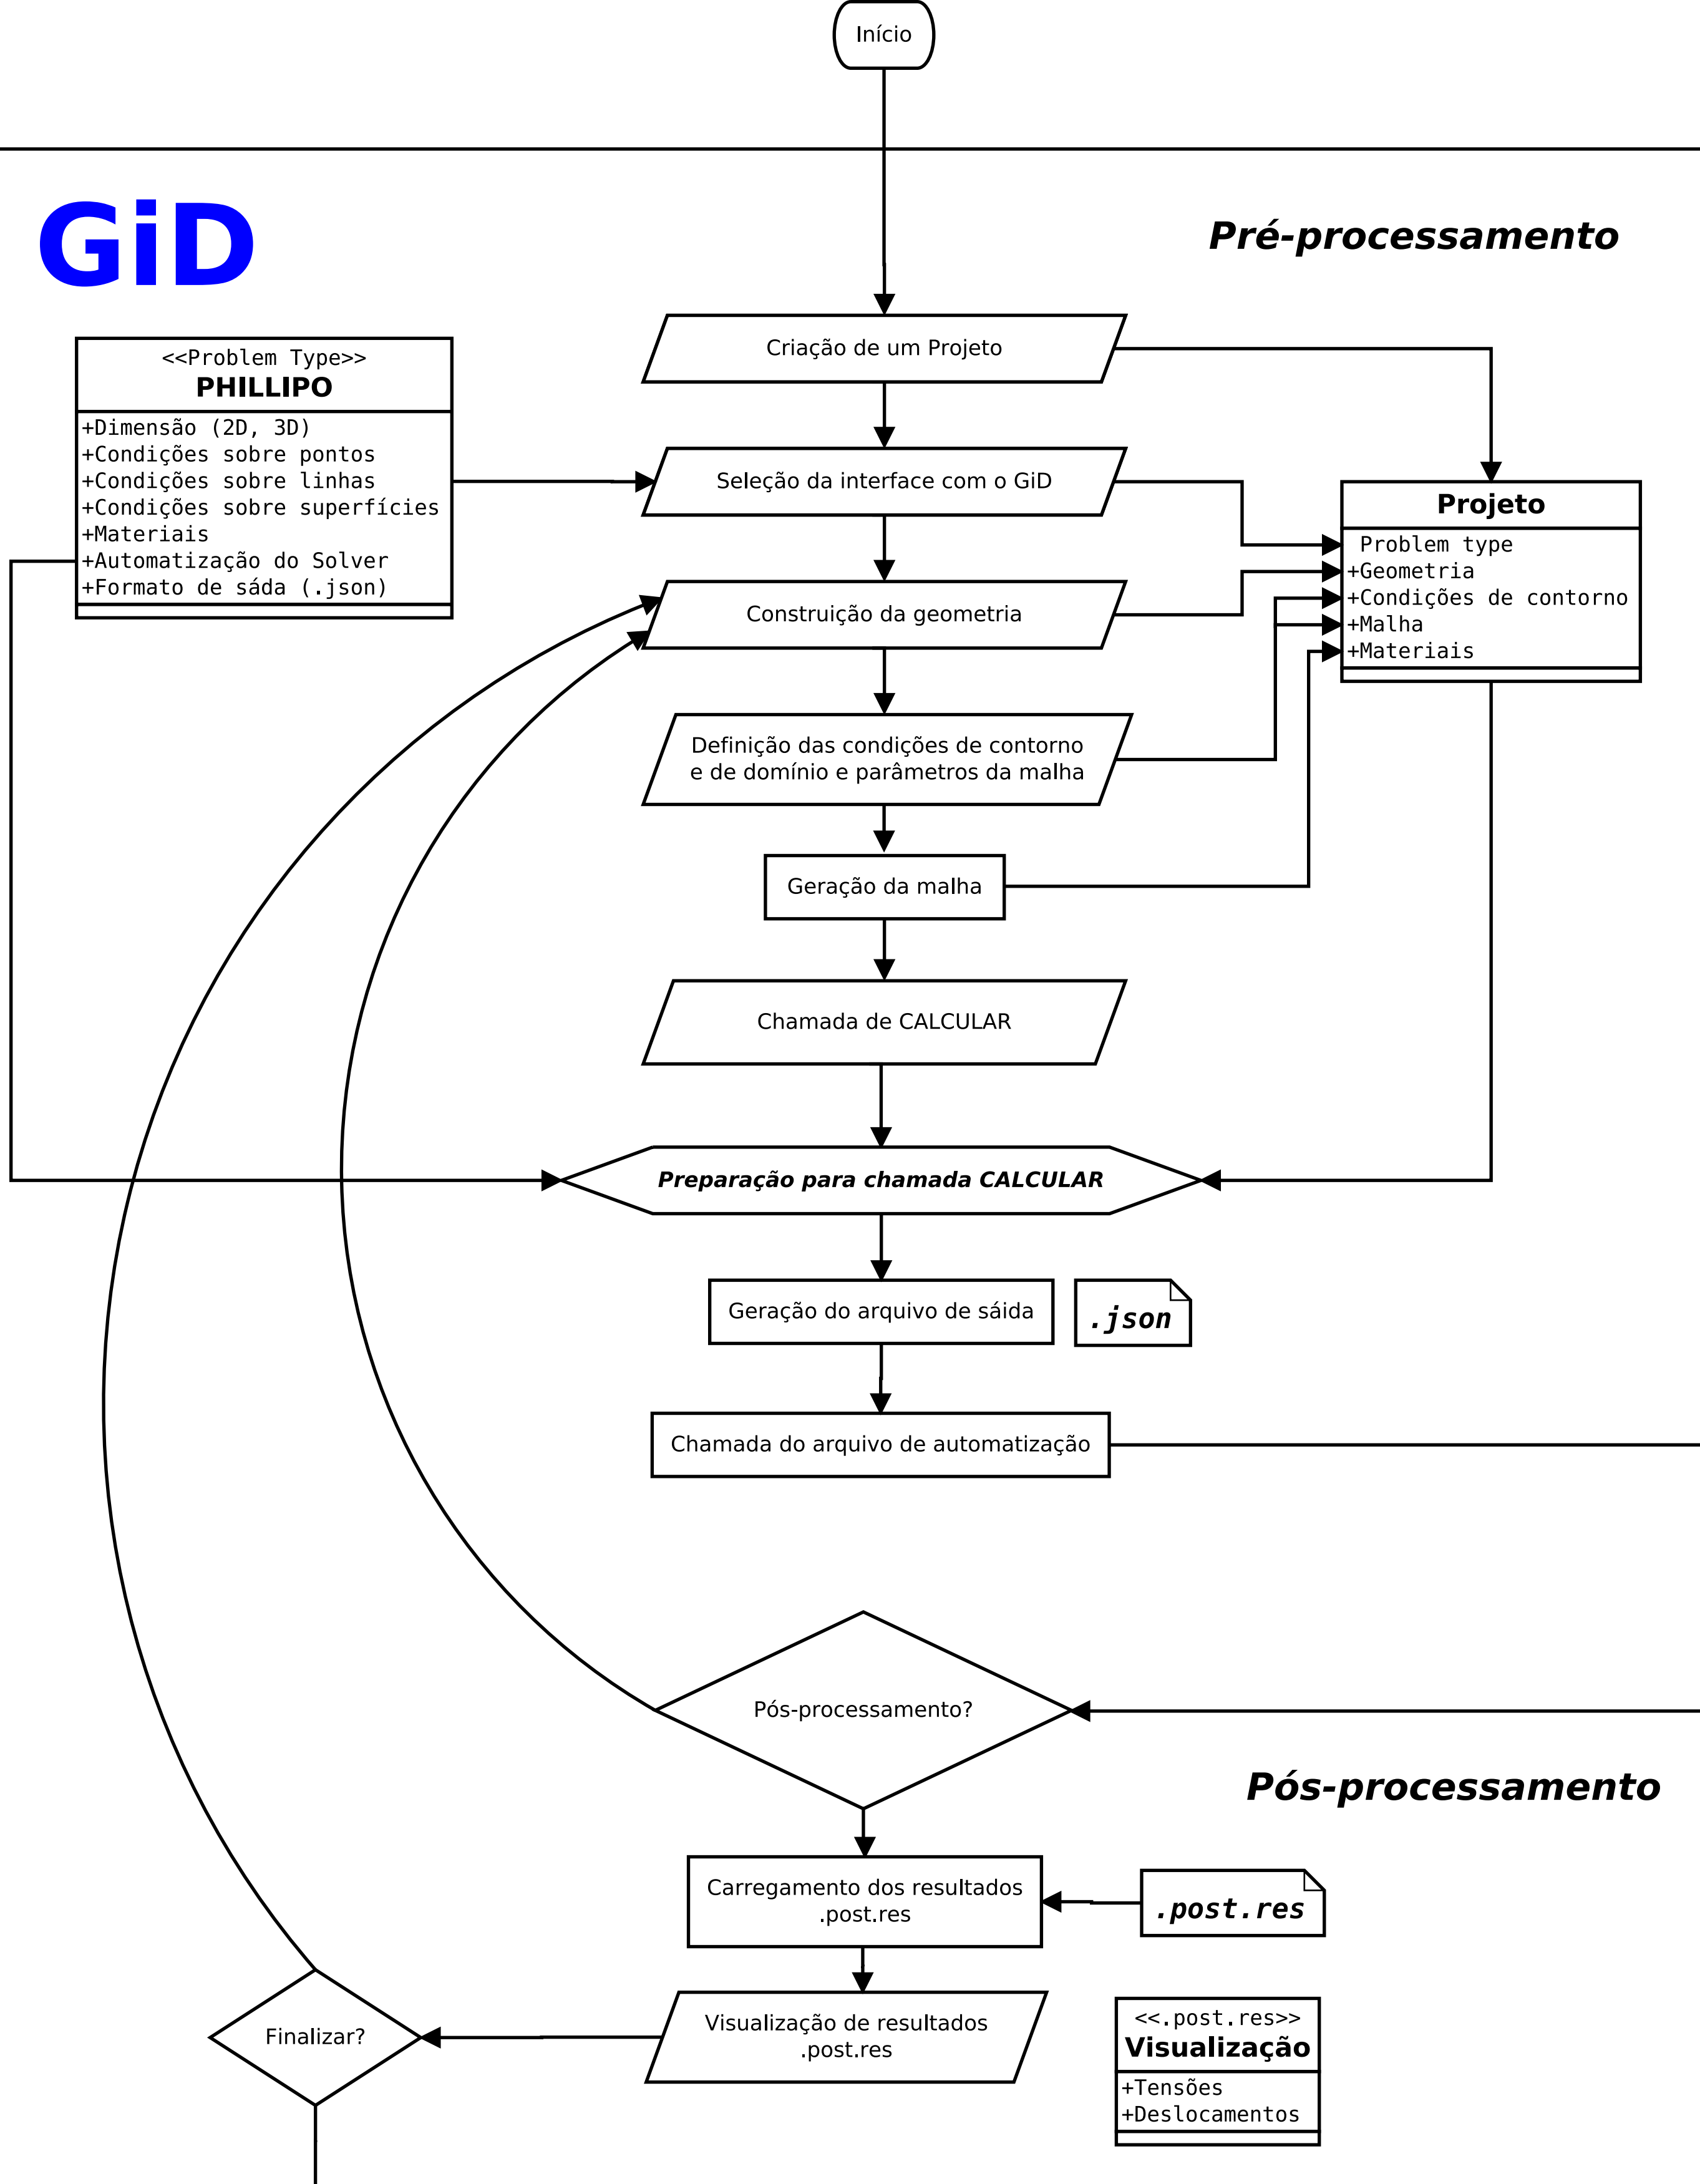 Início
GiD
Pré-processamento
Criação de um Projeto
<<Problem Type>>
PHILLIPO
+Dimensão (2D, 3D)
+Condições sobre pontos
+Condições sobre linhas
+Condições sobre superfícies
+Materiais
+Automatização do Solver
+Formato de sáda (.json)
Seleção da interface com o GiD
Projeto
Problem type
+Geometria
+Condições de contorno
+Malha
+Materiais
Construição da geometria
Definição das condições de contorno
e de domínio e parâmetros da malha
Geração da malha
Chamada de CALCULAR
Preparação para chamada CALCULAR
Geração do arquivo de sáida
.json
Chamada do arquivo de automatização
Pós-processamento?
Pós-processamento
Carregamento dos resultados
.post.res
.post.res
Visualização de resultados
.post.res
Finalizar?
<<.post.res>>
Visualização
+Tensões
+Deslocamentos